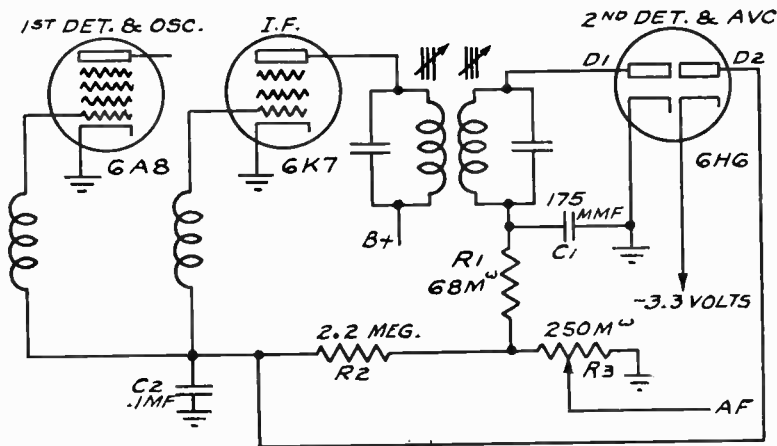 1ST DET. & OSC.
I.F.
2ND DET. & AVC
D1
D2
6A8
6K7
6H6
175
MMF
C1
B+
R1
68Mω
-3.3 VOLTS
2.2 MEG.
R2
250Mω
R3
C2
.1MF
AF